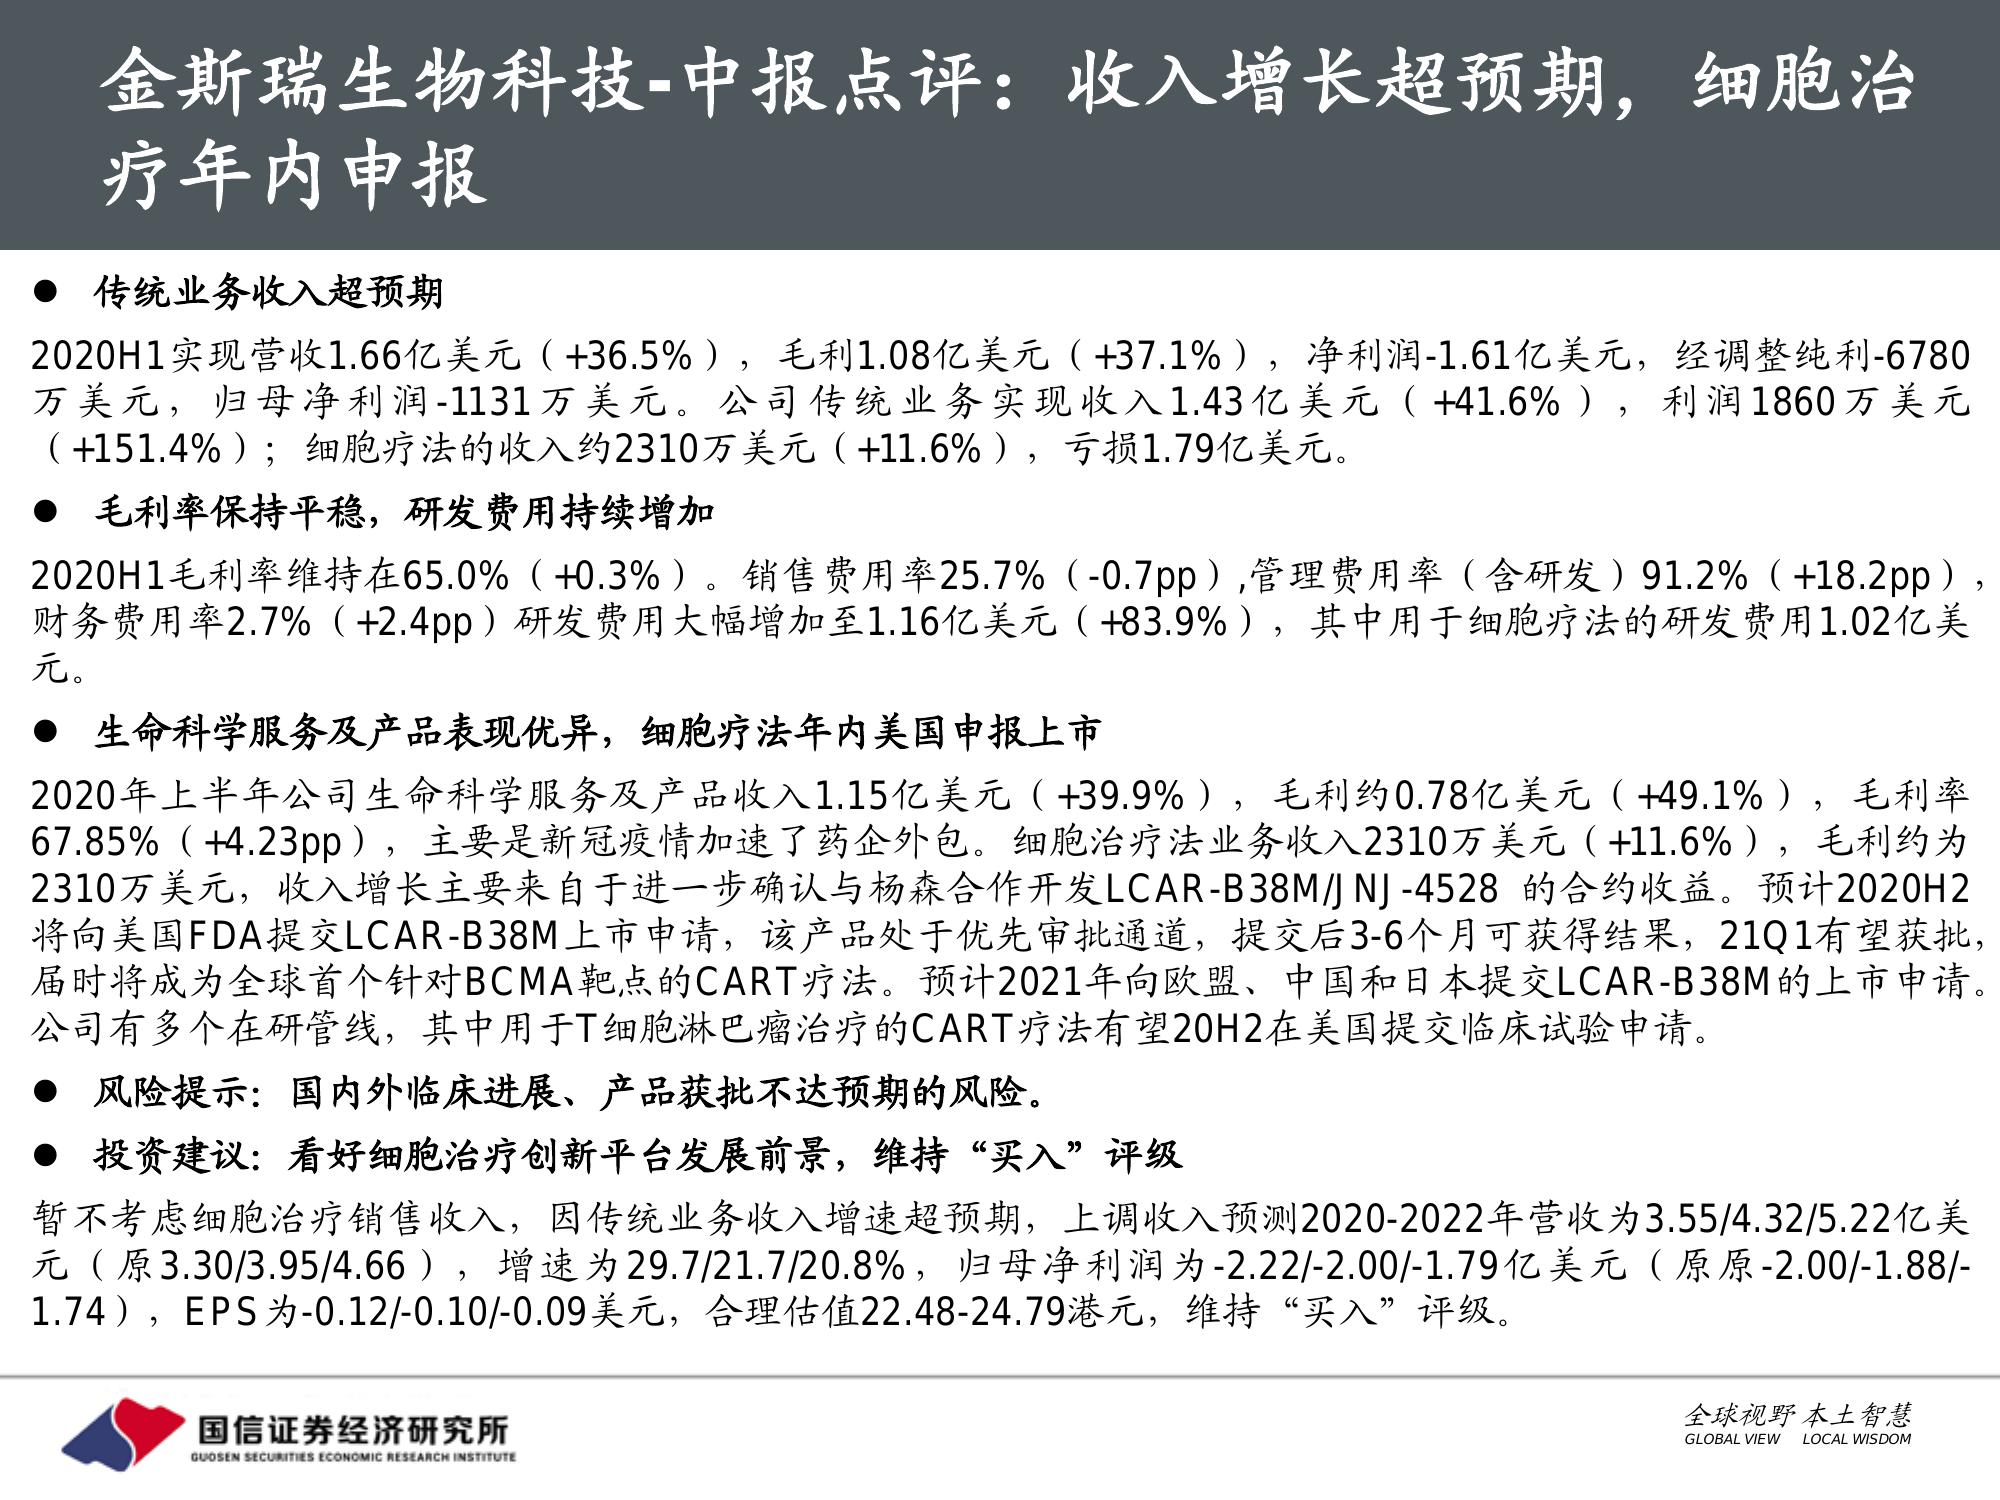 金斯瑞生物科技-中报点评：收入增长超预期，细胞治
疗年内申报
● 传统业务收入超预期
2020H1实现营收1.66亿美元（+36.5%），毛利1.08亿美元（+37.1%），净利润-1.61亿美元，经调整纯利-6780
万美元，归母净利润-1131万美元。公司传统业务实现收入1.43亿美元（+41.6%），利润1860万美元
（+151.4%）；细胞疗法的收入约2310万美元（+11.6%），亏损1.79亿美元。
● 毛利率保持平稳，研发费用持续增加
2020H1毛利率维持在65.0%（+0.3%）。销售费用率25.7%（-0.7pp）,管理费用率（含研发）91.2%（+18.2pp），
财务费用率2.7%（+2.4pp）研发费用大幅增加至1.16亿美元（+83.9%），其中用于细胞疗法的研发费用1.02亿美
元。
● 生命科学服务及产品表现优异，细胞疗法年内美国申报上市
2020年上半年公司生命科学服务及产品收入1.15亿美元（+39.9%），毛利约0.78亿美元（+49.1%），毛利率
67.85%（+4.23pp），主要是新冠疫情加速了药企外包。细胞治疗法业务收入2310万美元（+11.6%），毛利约为
2310万美元，收入增长主要来自于进一步确认与杨森合作开发LCAR-B38M/JNJ-4528 的合约收益。预计2020H2
将向美国FDA提交LCAR-B38M上市申请，该产品处于优先审批通道，提交后3-6个月可获得结果，21Q1有望获批，
届时将成为全球首个针对BCMA靶点的CART疗法。预计2021年向欧盟、中国和日本提交LCAR-B38M的上市申请。
公司有多个在研管线，其中用于T细胞淋巴瘤治疗的CART疗法有望20H2在美国提交临床试验申请。
● 风险提示：国内外临床进展、产品获批不达预期的风险。
● 投资建议：看好细胞治疗创新平台发展前景，维持“买入”评级
暂不考虑细胞治疗销售收入，因传统业务收入增速超预期，上调收入预测2020-2022年营收为3.55/4.32/5.22亿美
元（原3.30/3.95/4.66），增速为29.7/21.7/20.8%，归母净利润为-2.22/-2.00/-1.79亿美元（原原-2.00/-1.88/-
1.74），EPS为-0.12/-0.10/-0.09美元，合理估值22.48-24.79港元，维持“买入”评级。
国信证券经济研究所
GUOSEN SECURITIES ECONOMIC RESEARCH INSTITUTE
全球视野 本土智慧
GLOBAL VIEW LOCAL WISDOM